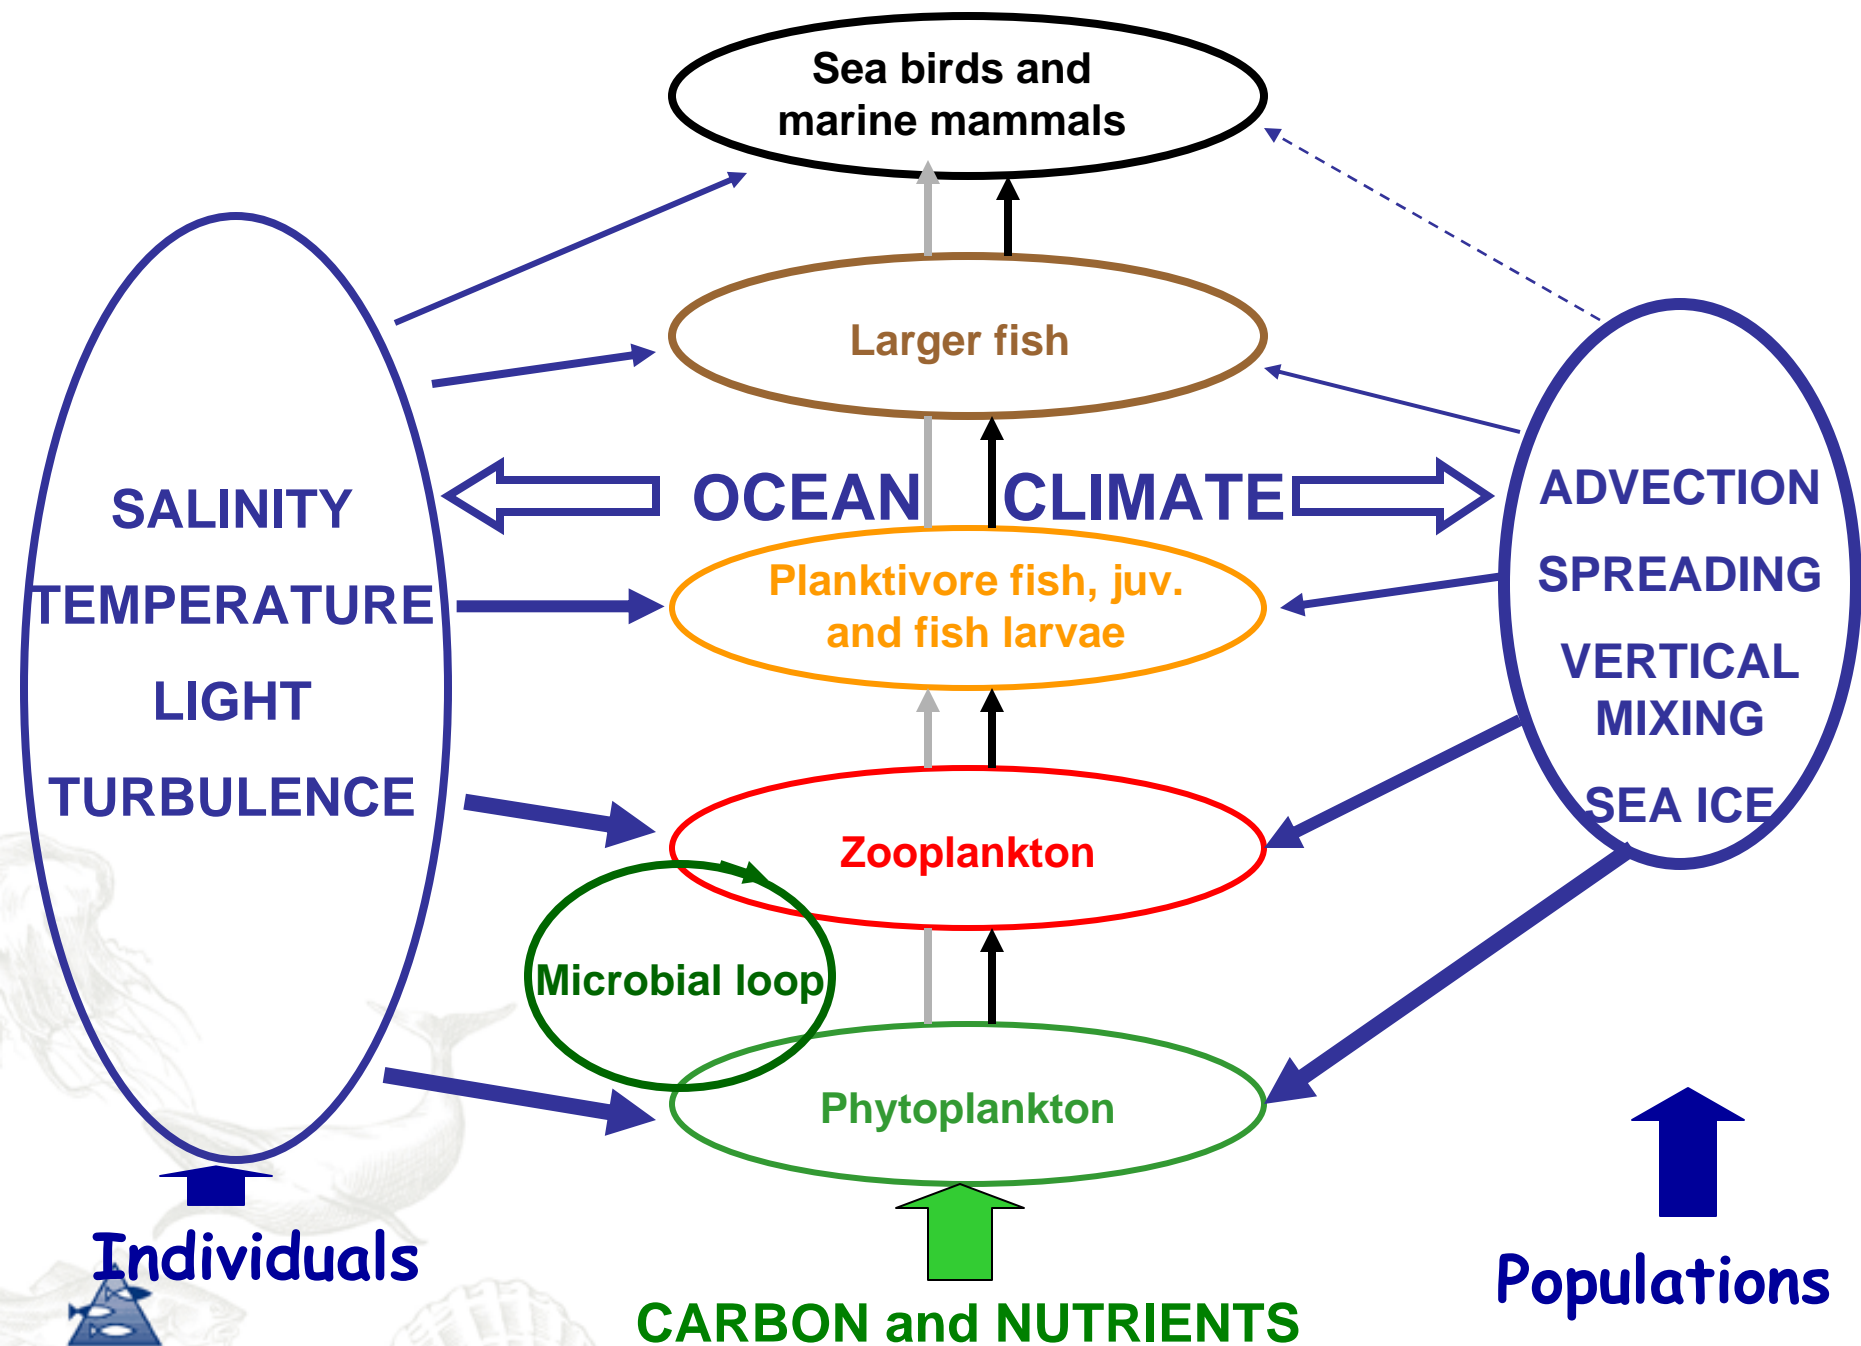 Sea birds and
marine mammals
Larger fish
OCEAN CLIMATE
Planktivore fish, juv.
and fish larvae
Zooplankton
Microbial loop
Phytoplankton
CARBON and NUTRIENTS
SALINITY
TEMPERATURE
LIGHT
TURBULENCE
Individuals
ADVECTION
SPREADING
VERTICAL
MIXING
SEA ICE
Populations